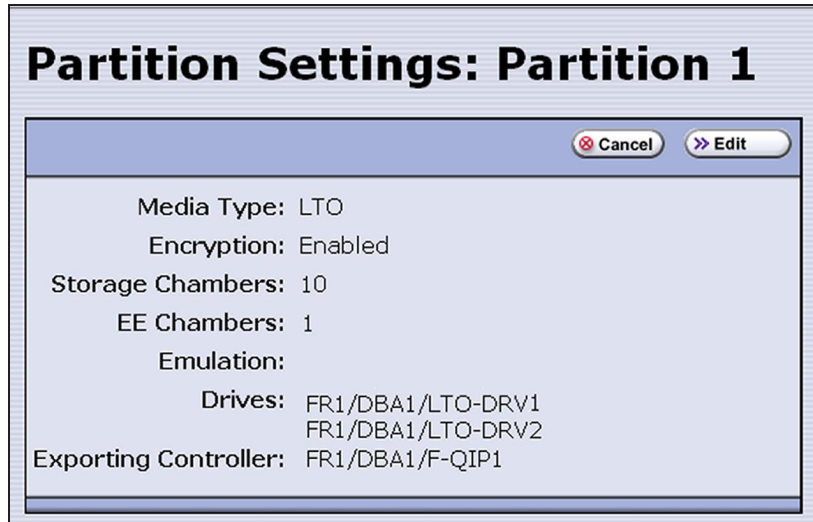 Partition Settings: Partition 1
Cancel Edit
Media Type: LTO
Encryption: Enabled
Storage Chambers: 10
EE Chambers: 1
Emulation:
Drives: FR1/DBA1/LTO-DRV1
FR1/DBA1/LTO-DRV2
Exporting Controller: FR1/DBA1/F-QIP1